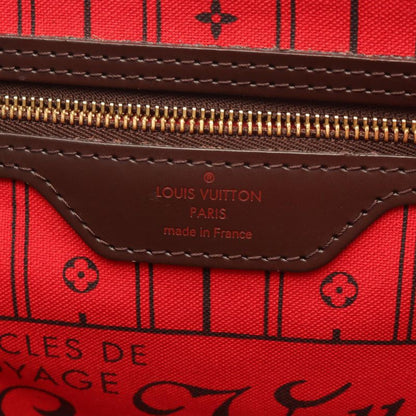 ®
LOUIS VUITTON
PARIS
made in France
CLES DE
YAGE